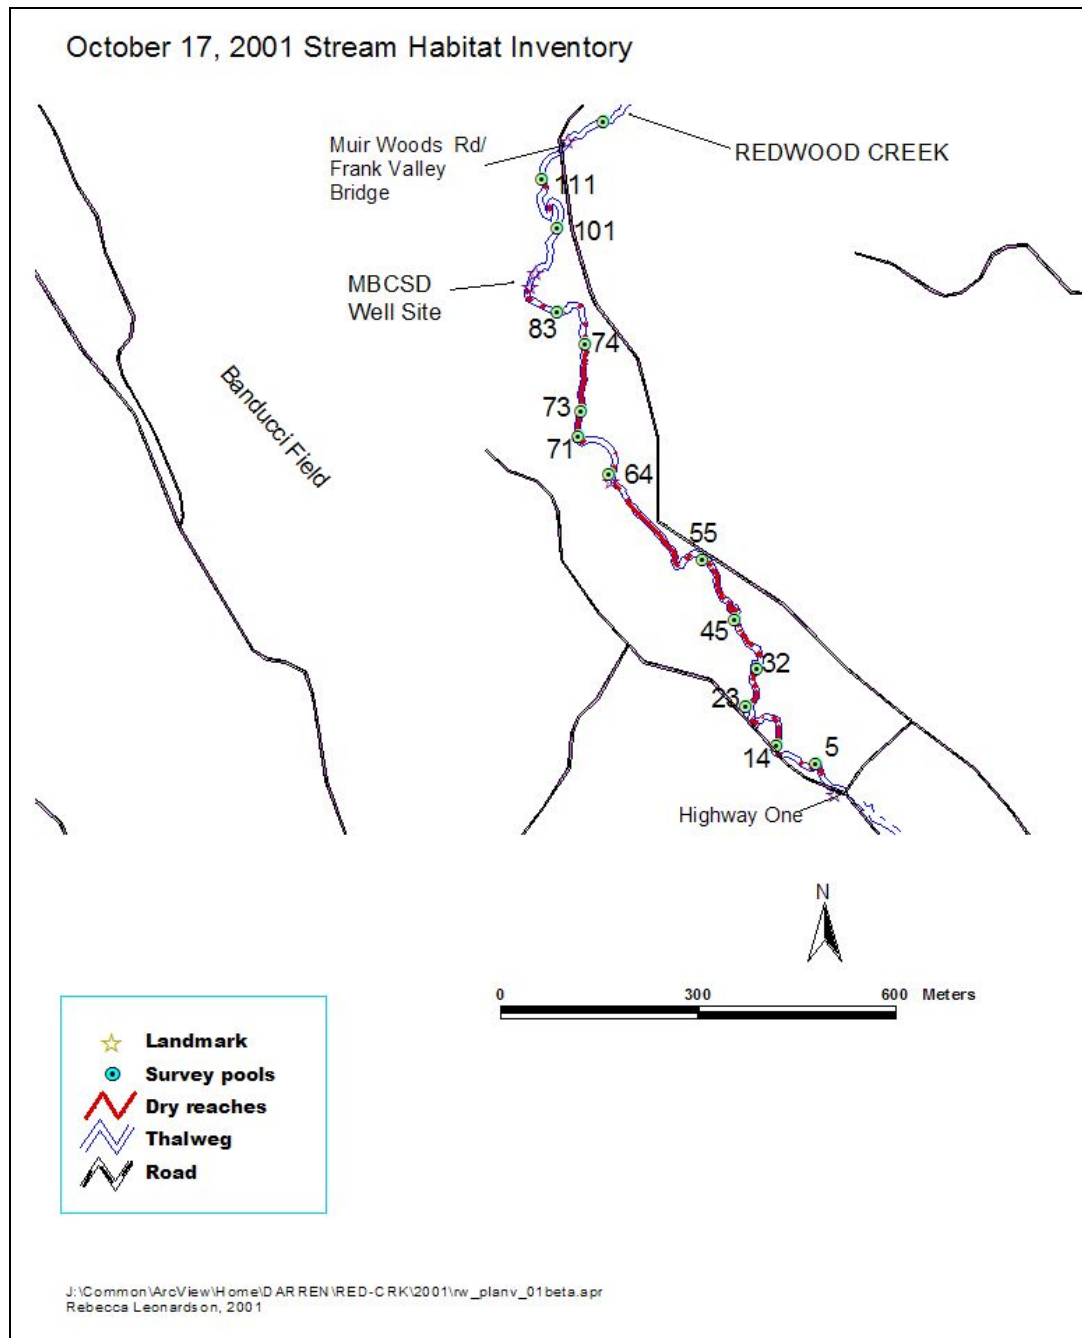 October 17, 2001 Stream Habitat Inventory
Muir Woods Rd/
Frank Valley
Bridge
REDWOOD CREEK
111
101
MBCSD
Well Site
83
74
Banducci Field
73
71
64
55
45
32
23
14
5
Highway One
N
0 300 600 Meters
Landmark
Survey pools
Dry reaches
Thalweg
Road
J:\Common\ArcView\Home\DARREN\RED-CRK\2001\rw_planv_01beta.apr
Rebecca Leonardson, 2001